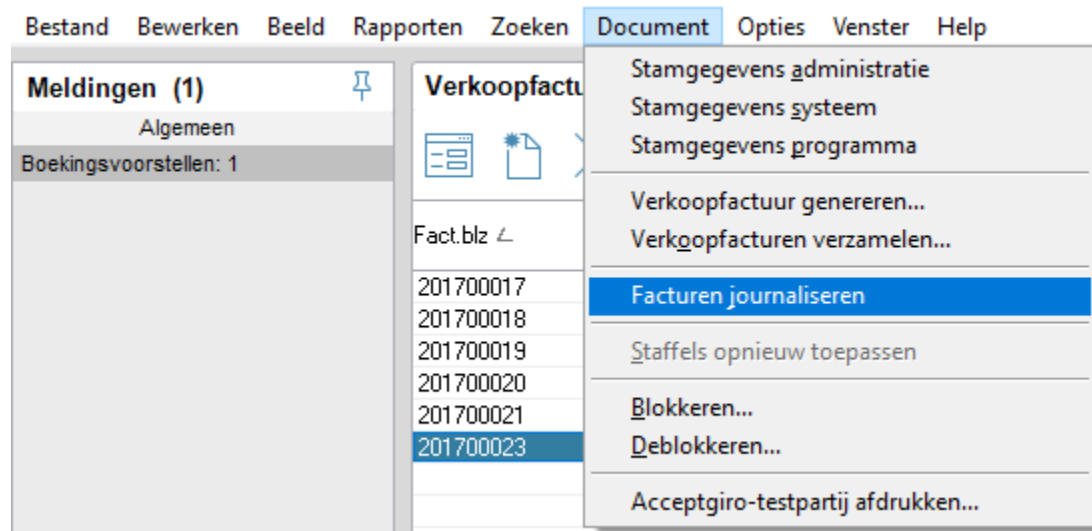 Bestand Bewerken Beeld Rapporten Zoeken Document Opties Venster Help
Meldingen (1)
Algemeen
Boekingsvoorstellen: 1
Verkoopfactu
Fact.blz
201700017
201700018
201700019
201700020
201700021
201700023
Stamgegevens administratie
Stamgegevens systeem
Stamgegevens programma
Verkoopfactuur genereren...
Verkoopfacturen verzamelen...
Facturen journaliseren
Staffels opnieuw toepassen
Blokkeren...
Deblokkeren...
Acceptgiro-testpartij afdrukken...